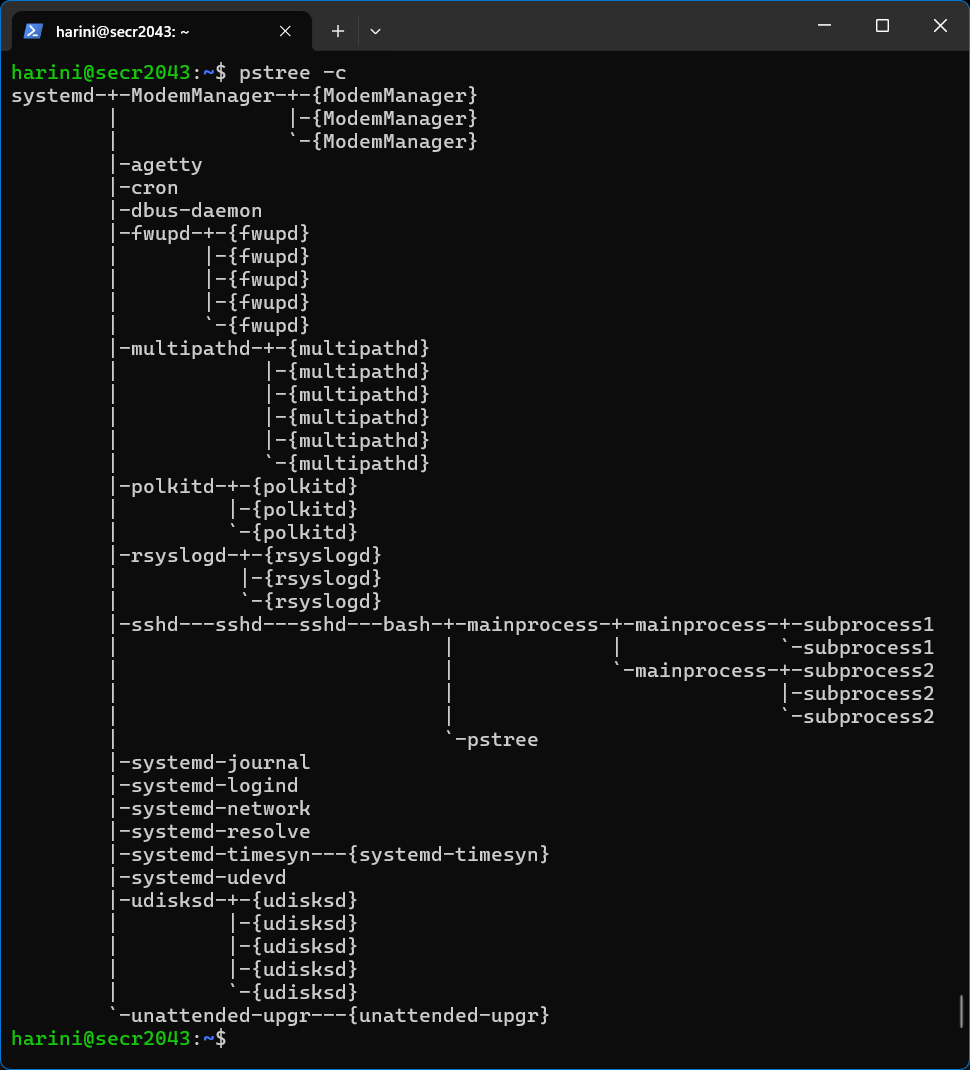 harini@secr2043: ~
harini@secr2043:~$ pstree -c
systemd-+-ModemManager-+-{ModemManager}
        |              |-{ModemManager}
        |              `-{ModemManager}
        |-agetty
        |-cron
        |-dbus-daemon
        |-fwupd-+-{fwupd}
        |       |-{fwupd}
        |       |-{fwupd}
        |       |-{fwupd}
        |       `-{fwupd}
        |-multipathd-+-{multipathd}
        |            |-{multipathd}
        |            |-{multipathd}
        |            |-{multipathd}
        |            |-{multipathd}
        |            `-{multipathd}
        |-polkitd-+-{polkitd}
        |         |-{polkitd}
        |         `-{polkitd}
        |-rsyslogd-+-{rsyslogd}
        |          |-{rsyslogd}
        |          `-{rsyslogd}
        |-sshd---sshd---sshd---bash-+-mainprocess-+-mainprocess-+-subprocess1
        |                           |             |             `-subprocess1
        |                           |             `-mainprocess-+-subprocess2
        |                           |                           |-subprocess2
        |                           |                           `-subprocess2
        |                           `-pstree
        |-systemd-journal
        |-systemd-logind
        |-systemd-network
        |-systemd-resolve
        |-systemd-timesyn---{systemd-timesyn}
        |-systemd-udevd
        |-udisksd-+-{udisksd}
        |         |-{udisksd}
        |         |-{udisksd}
        |         |-{udisksd}
        |         `-{udisksd}
        `-unattended-upgr---{unattended-upgr}
harini@secr2043:~$